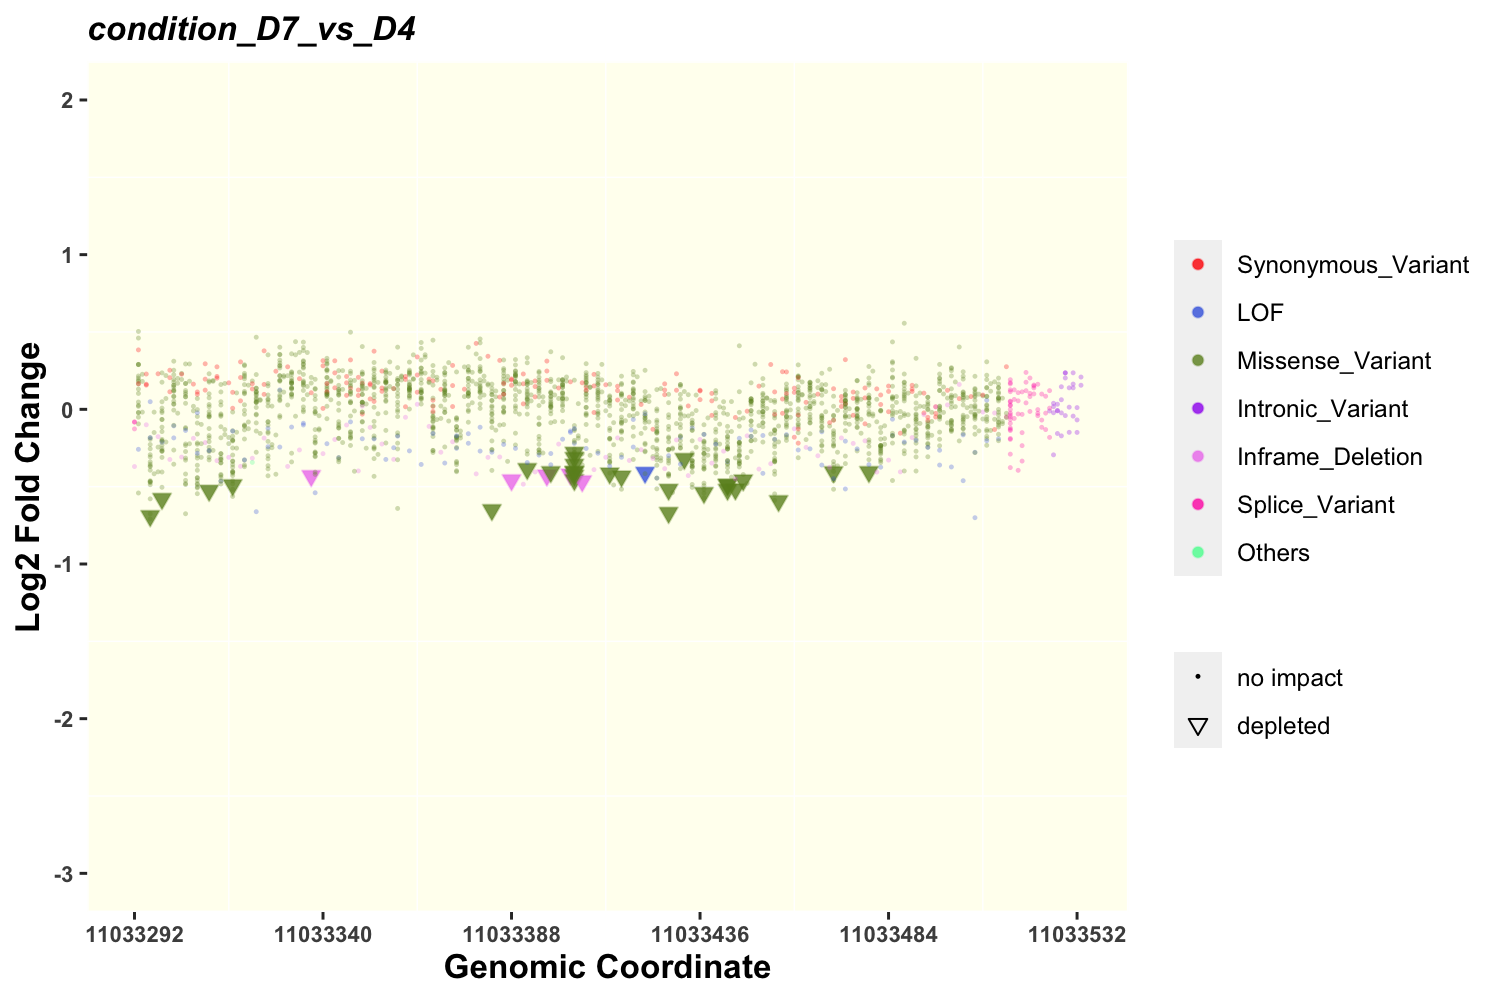 condition_D7_vs_D4
Log2 Fold Change
2
1
0
-1
-2
-3
11033292 11033340 11033388 11033436 11033484 11033532
Genomic Coordinate
Synonymous_Variant
LOF
Missense_Variant
Intronic_Variant
Inframe_Deletion
Splice_Variant
Others
no impact
depleted